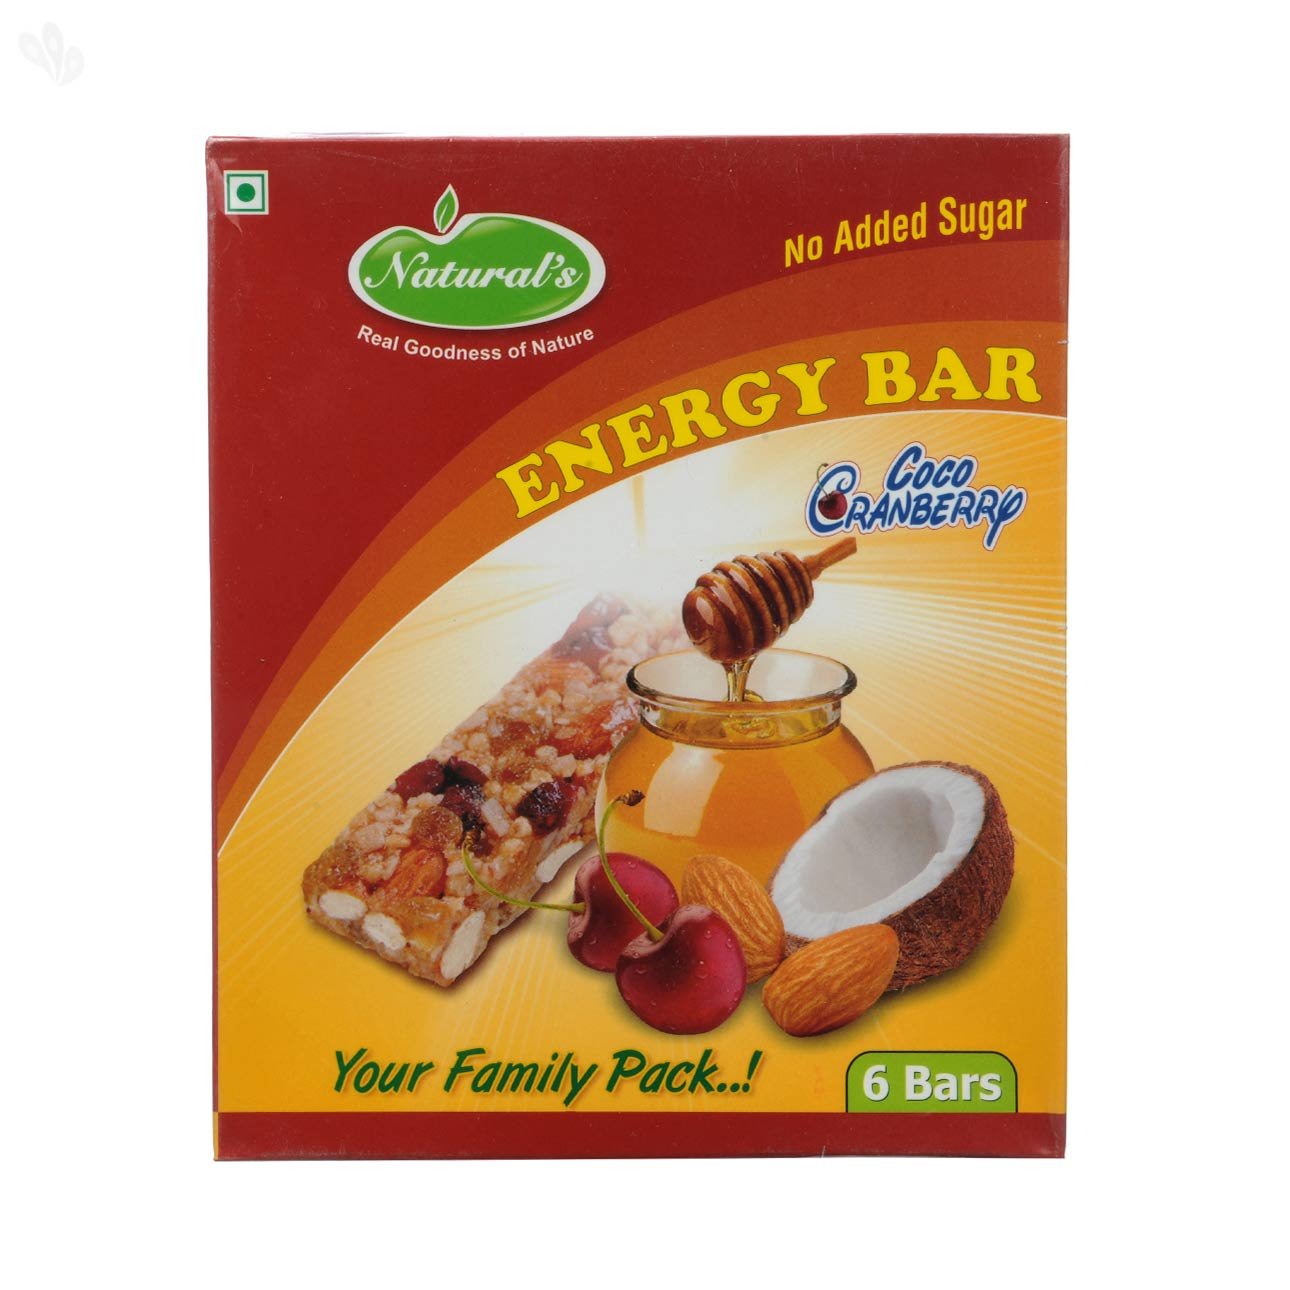 Natural's
Real Goodness of Nature
No Added Sugar
ENERGY BAR
Coco
CRANBERRY
Your Family Pack..!
6 Bars